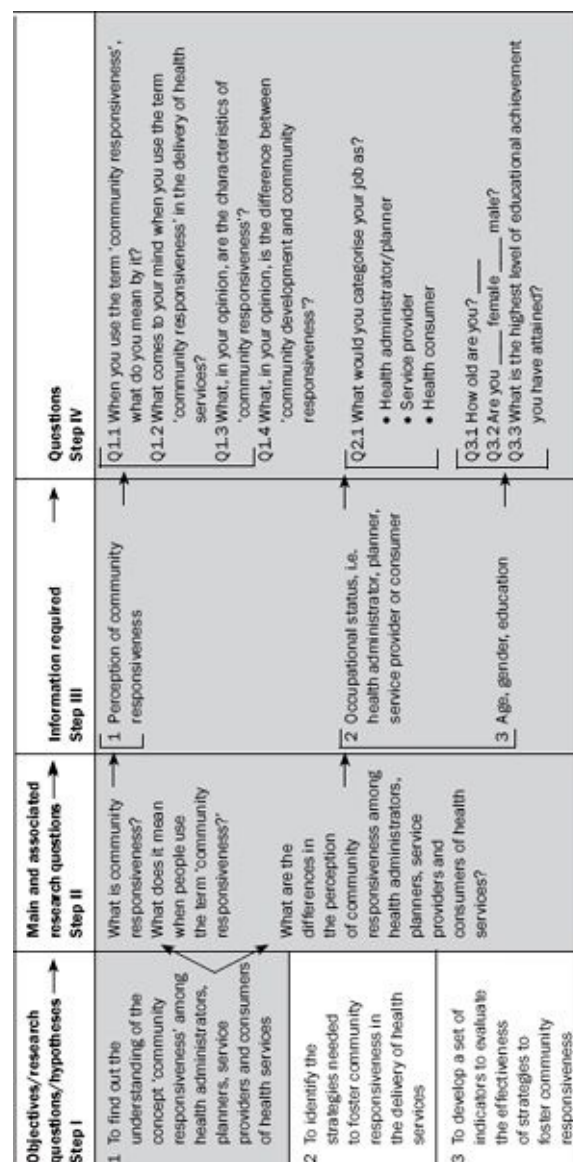 Objectives/research
questions/hypotheses →
Step I
Main and associated
research questions →
Step II
Information required →
Step III
Questions
Step IV
1 To find out the
understanding of the
concept 'community
responsiveness' among
health administrators,
planners, service
providers and consumers
of health services
2 To identify the
strategies needed
to foster community
responsiveness in
the delivery of health
services
3 To develop a set of
indicators to evaluate
the effectiveness
of strategies to
foster community
responsiveness
What is community
responsiveness?
What does it mean
when people use
the term 'community
responsiveness?'
What are the
differences in
the perception
of community
responsiveness among
health administrators,
planners, service
providers and
consumers of health
services?
1 Perception of community
responsiveness
2 Occupational status, i.e.
health administrator, planner,
service provider or consumer
3 Age, gender, education
Q1.1 When you use the term 'community responsiveness',
what do you mean by it?
Q1.2 What comes to your mind when you use the term
'community responsiveness' in the delivery of health
services?
Q1.3 What, in your opinion, are the characteristics of
'community responsiveness'?
Q1.4 What, in your opinion, is the difference between
'community development and community
responsiveness'?
Q2.1 What would you categorise your job as?
• Health administrator/planner
• Service provider
• Health consumer
Q3.1 How old are you? ____
Q3.2 Are you ____ female ____ male?
Q3.3 What is the highest level of educational achievement
you have attained?